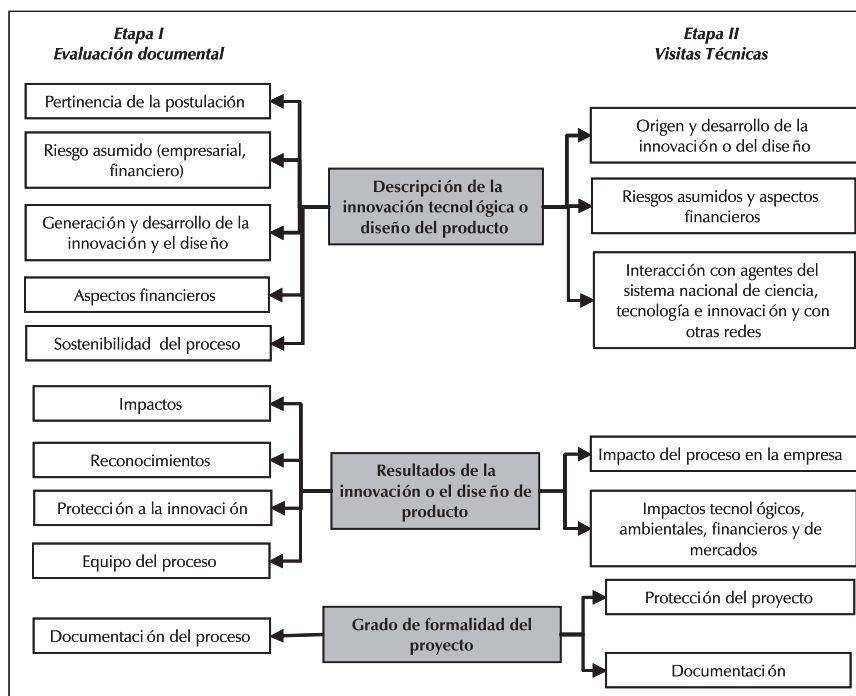 Etapa I
Evaluación documental
Etapa II
Visitas Técnicas
Pertinencia de la postulación
Riesgo asumido (empresarial,
financiero)
Generación y desarrollo de la
innovación y el diseño
Aspectos financieros
Sostenibilidad del proceso
Descripción de la
innovación tecnológica o
diseño del producto
Origen y desarrollo de la
innovación o del diseño
Riesgos asumidos y aspectos
financieros
Interacción con agentes del
sistema nacional de ciencia,
tecnología e innovación y con
otras redes
Impactos
Reconocimientos
Protección a la innovación
Equipo del proceso
Resultados de la
innovación o el diseño de
producto
Impacto del proceso en la empresa
Impactos tecnológicos,
ambientales, financieros y de
mercados
Documentación del proceso
Grado de formalidad del
proyecto
Protección del proyecto
Documentación